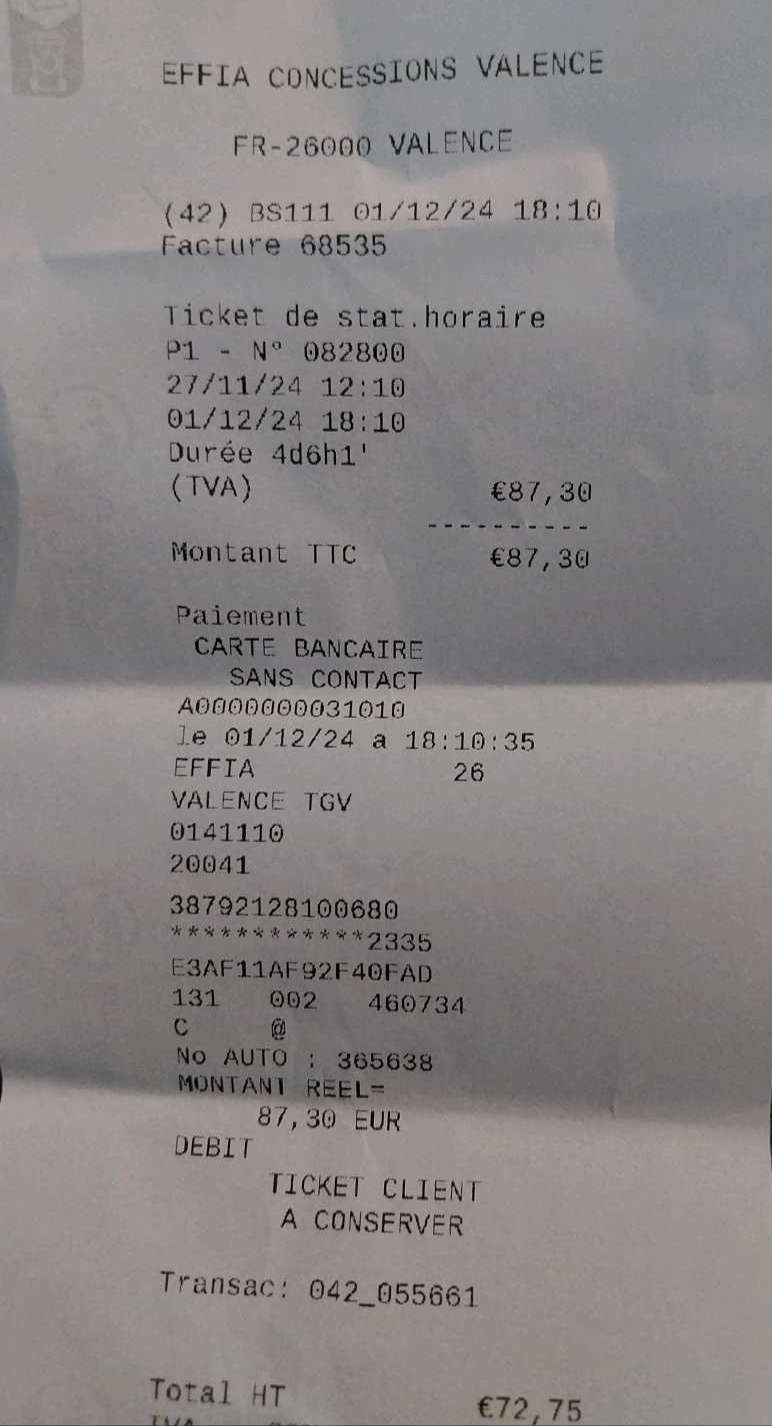 EFFIA CONCESSIONS VALENCE
FR-26000 VALENCE
(42) BS111 01/12/24 18:10
Facture 68535
Ticket de stat.horaire
P1 - N° 082800
27/11/24 12:10
01/12/24 18:10
Durée 4d6h1'
(TVA) €87,30
----------
Montant TTC €87,30
Paiement
CARTE BANCAIRE
SANS CONTACT
A0000000031010
le 01/12/24 a 18:10:35
EFFIA 26
VALENCE TGV
0141110
20041
38792128100680
************2335
E3AF11AF92F40FAD
131 002 460734
C @
No AUTO : 365638
MONTANT REEL=
87,30 EUR
DEBIT
TICKET CLIENT
A CONSERVER
Transac: 042_055661
Total HT €72,75
TVA